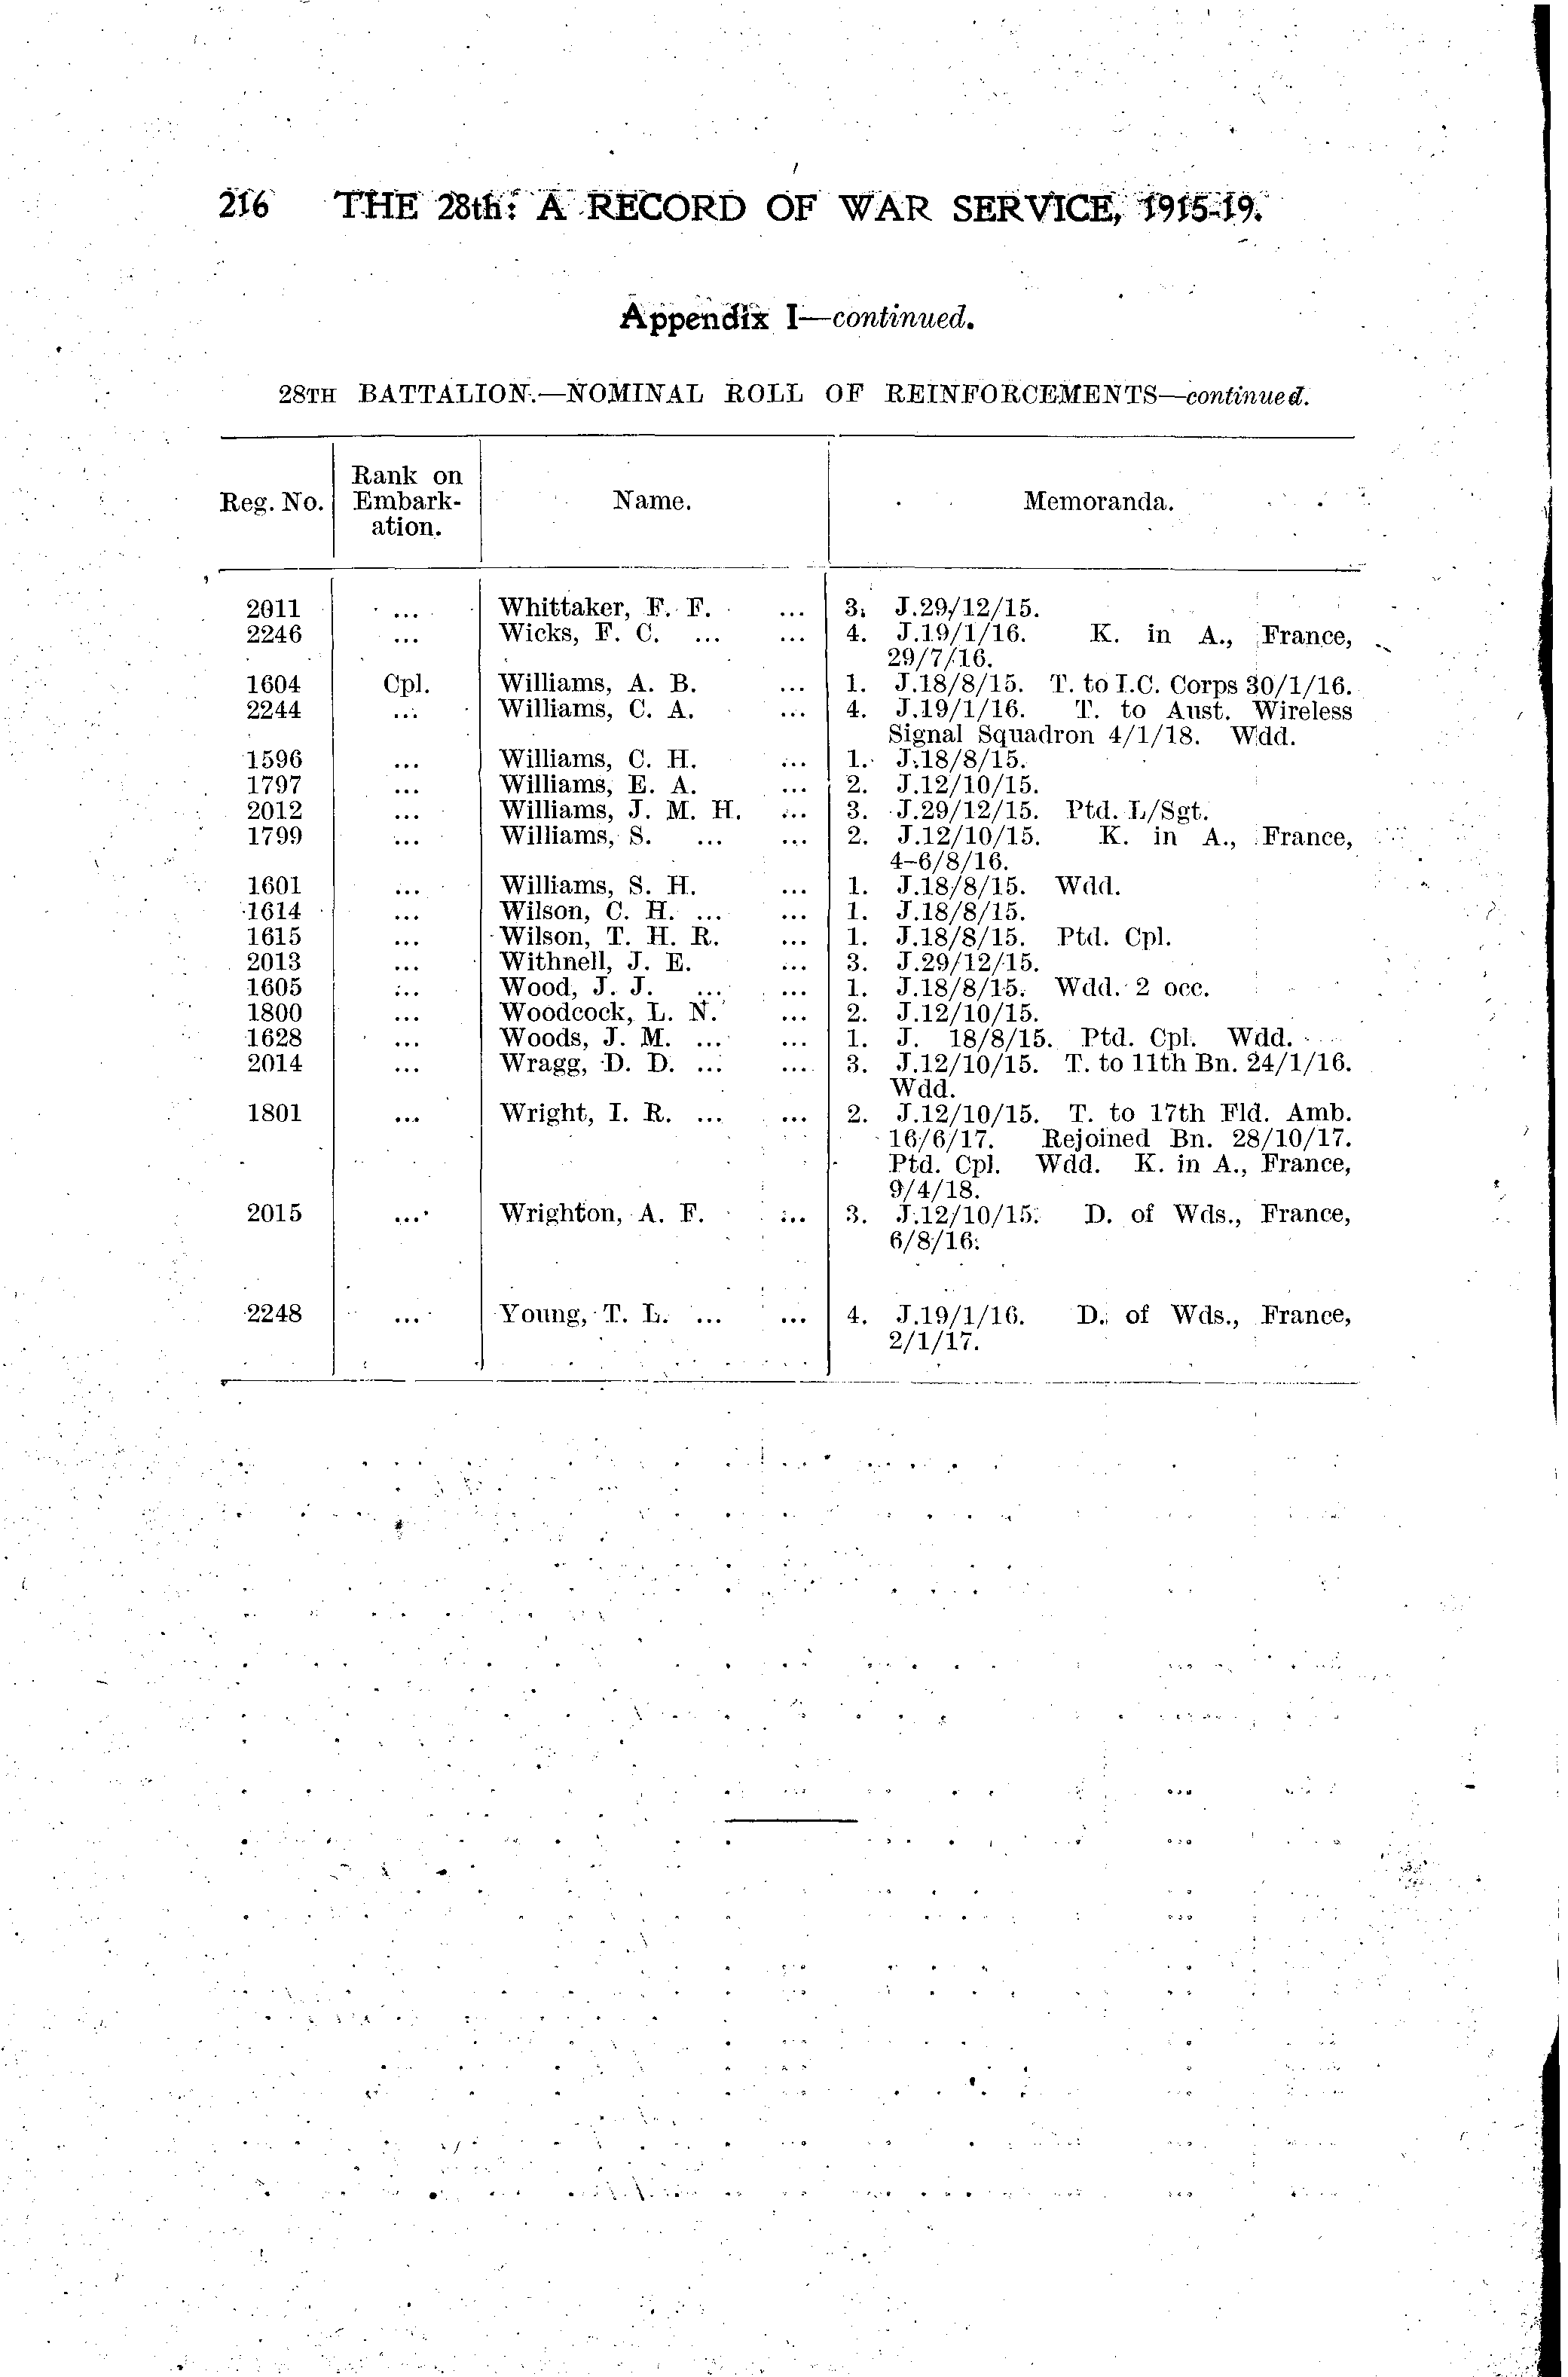 216 THE 28th: A RECORD OF WAR SERVICE, 1915-19.
Appendix I—continued.
28TH BATTALION.—NOMINAL ROLL OF REINFORCEMENTS—continued.
Reg. No. Rank on Embark-ation. Name. Memoranda.
2011 ... Whittaker, F. F. ... 3. J.29/12/15.
2246 ... Wicks, F. C. ... ... 4. J.19/1/16. K. in A., France,
29/7/16.
1604 Cpl. Williams, A. B. ... 1. J.18/8/15. T. to I.C. Corps 30/1/16.
2244 ... Williams, C. A. ... 4. J.19/1/16. T. to Aust. Wireless
Signal Squadron 4/1/18. Wdd.
1596 ... Williams, C. H. ... 1. J.18/8/15.
1797 ... Williams, E. A. ... 2. J.12/10/15.
2012 ... Williams, J. M. H. ... 3. J.29/12/15. Ptd. L/Sgt.
1799 ... Williams, S. ... ... 2. J.12/10/15. K. in A., France,
4-6/8/16.
1601 ... Williams, S. H. ... 1. J.18/8/15. Wdd.
1614 ... Wilson, C. H. ... ... 1. J.18/8/15.
1615 ... Wilson, T. H. R. ... 1. J.18/8/15. Ptd. Cpl.
2013 ... Withnell, J. E. ... 3. J.29/12/15.
1605 ... Wood, J. J. ... ... 1. J.18/8/15. Wdd. 2 occ.
1800 ... Woodcock, L. N. ... 2. J.12/10/15.
1628 ... Woods, J. M. ... ... 1. J. 18/8/15. Ptd. Cpl. Wdd.
2014 ... Wragg, D. D. ... ... 3. J.12/10/15. T. to 11th Bn. 24/1/16.
Wdd.
1801 ... Wright, I. R. ... ... 2. J.12/10/15. T. to 17th Fld. Amb.
16/6/17. Rejoined Bn. 28/10/17.
Ptd. Cpl. Wdd. K. in A., France,
9/4/18.
2015 ... Wrighton, A. F. ... 3. J.12/10/15. D. of Wds., France,
6/8/16.
2248 ... Young, T. L. ... ... 4. J.19/1/16. D. of Wds., France,
2/1/17.